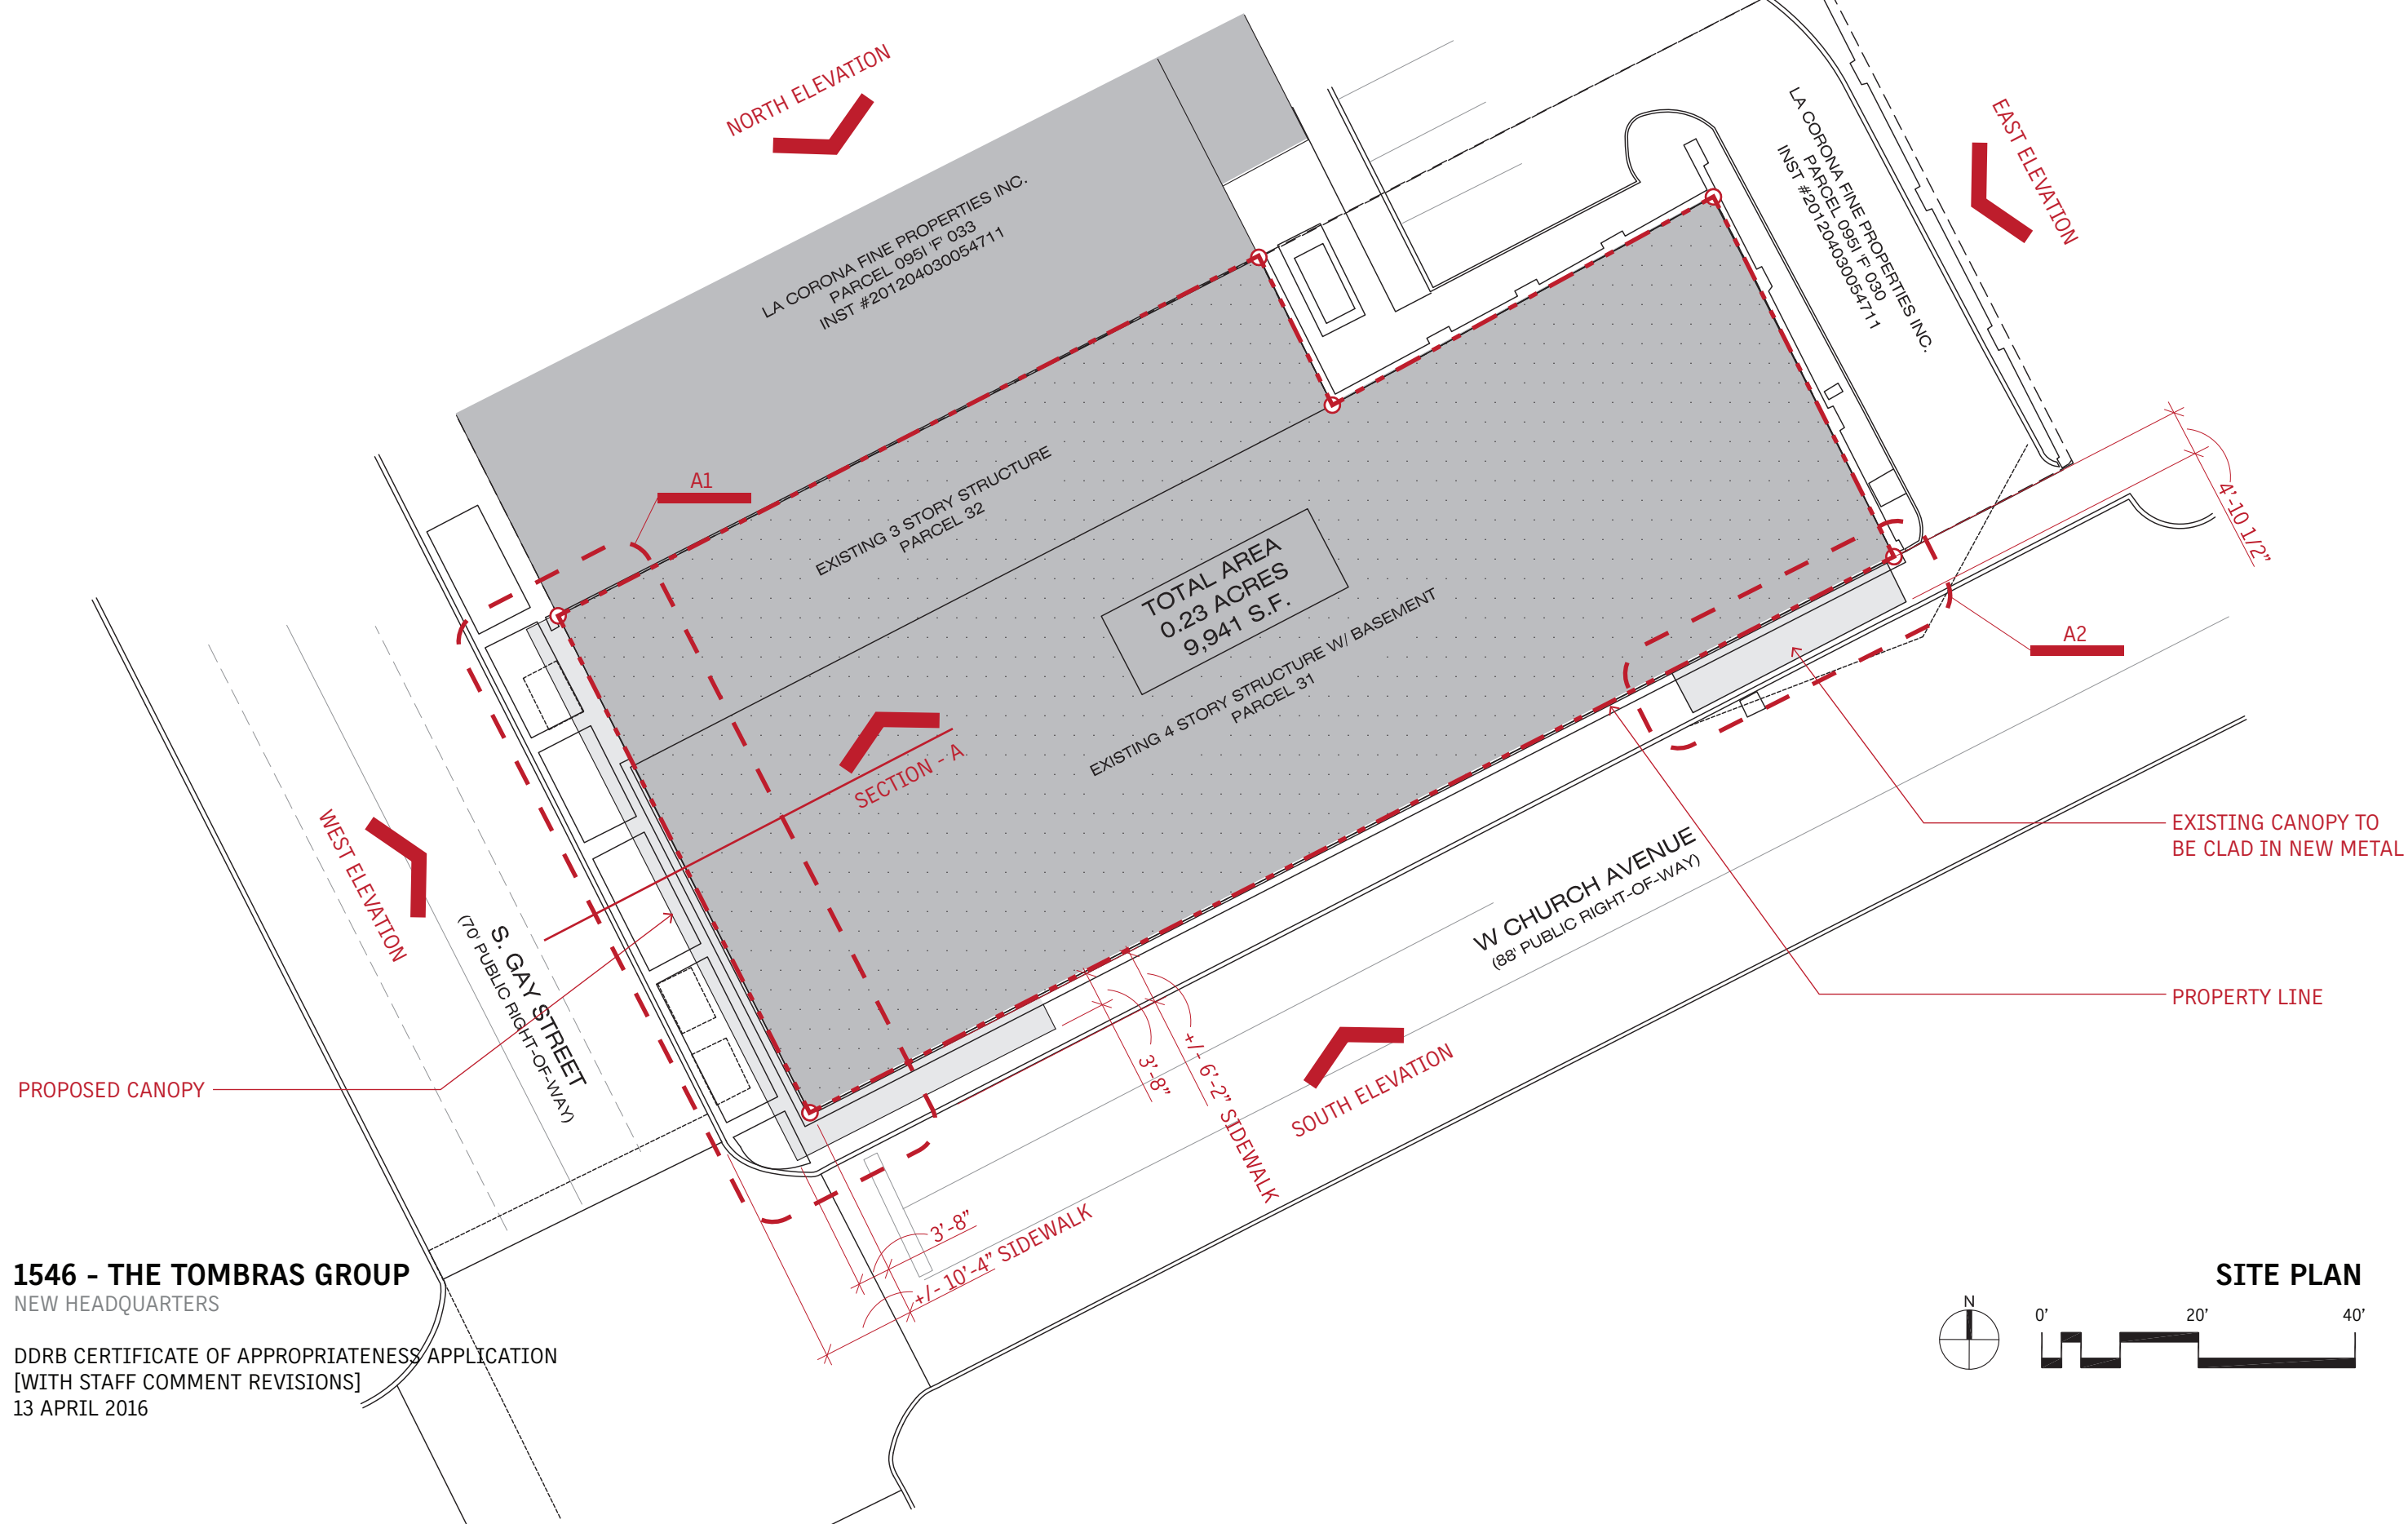 NORTH ELEVATION
EAST ELEVATION
LA CORONA FINE PROPERTIES INC.
PARCEL 095I 'F' 033
INST #201204030054711
LA CORONA FINE PROPERTIES INC.
PARCEL 095I 'F' 030
INST #201204030054711
A1
EXISTING 3 STORY STRUCTURE
PARCEL 32
4'-10 1/2”
TOTAL AREA
0.23 ACRES
9,941 S.F.
EXISTING 4 STORY STRUCTURE W/ BASEMENT
PARCEL 31
A2
SECTION - A
WEST ELEVATION
EXISTING CANOPY TO
BE CLAD IN NEW METAL
S. GAY STREET
(70' PUBLIC RIGHT-OF-WAY)
W CHURCH AVENUE
(88' PUBLIC RIGHT-OF-WAY)
PROPERTY LINE
PROPOSED CANOPY
3'-8”
+/- 6'-2” SIDEWALK
SOUTH ELEVATION
3'-8”
+/- 10'-4” SIDEWALK
1546 - THE TOMBRAS GROUP
NEW HEADQUARTERS
DDRB CERTIFICATE OF APPROPRIATENESS APPLICATION
[WITH STAFF COMMENT REVISIONS]
13 APRIL 2016
SITE PLAN
N
0' 20' 40'